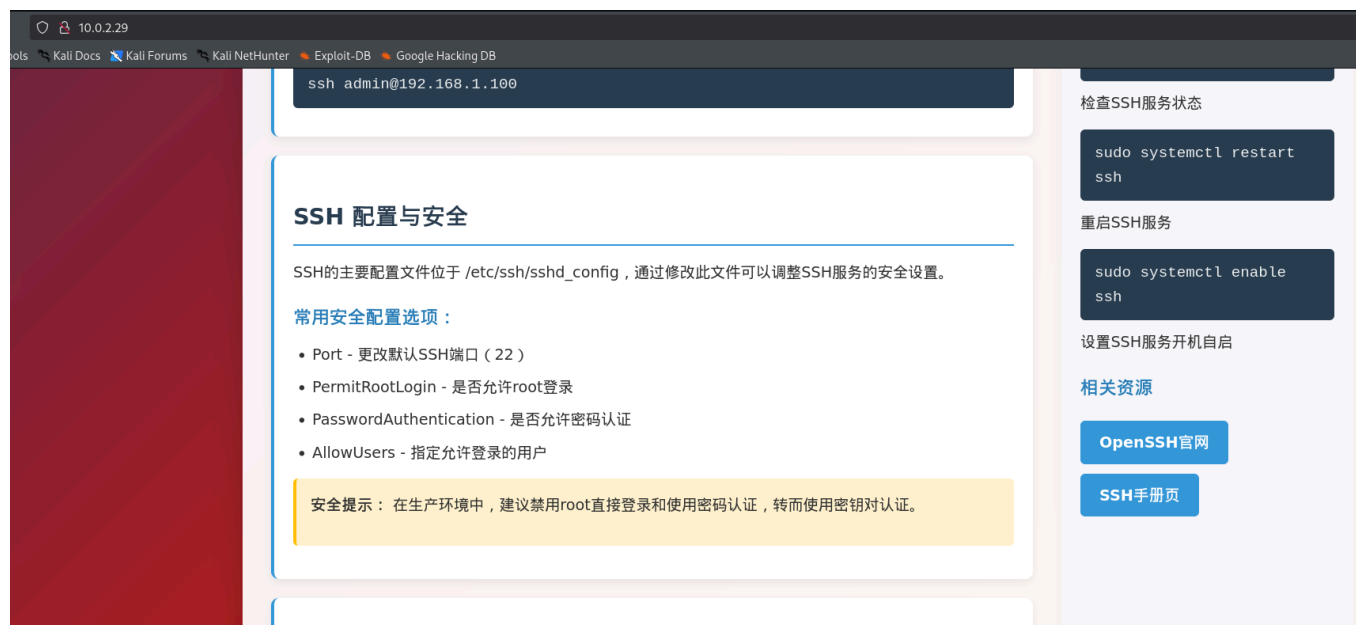 10.0.2.29
Kali Docs Kali Forums Kali NetHunter Exploit-DB Google Hacking DB
ssh admin@192.168.1.100
SSH 配置与安全
SSH的主要配置文件位于 /etc/ssh/sshd_config，通过修改此文件可以调整SSH服务的安全设置。
常用安全配置选项：
• Port - 更改默认SSH端口（22）
• PermitRootLogin - 是否允许root登录
• PasswordAuthentication - 是否允许密码认证
• AllowUsers - 指定允许登录的用户
安全提示： 在生产环境中，建议禁用root直接登录和使用密码认证，转而使用密钥对认证。
检查SSH服务状态
sudo systemctl restart
ssh
重启SSH服务
sudo systemctl enable
ssh
设置SSH服务开机自启
相关资源
OpenSSH官网
SSH手册页